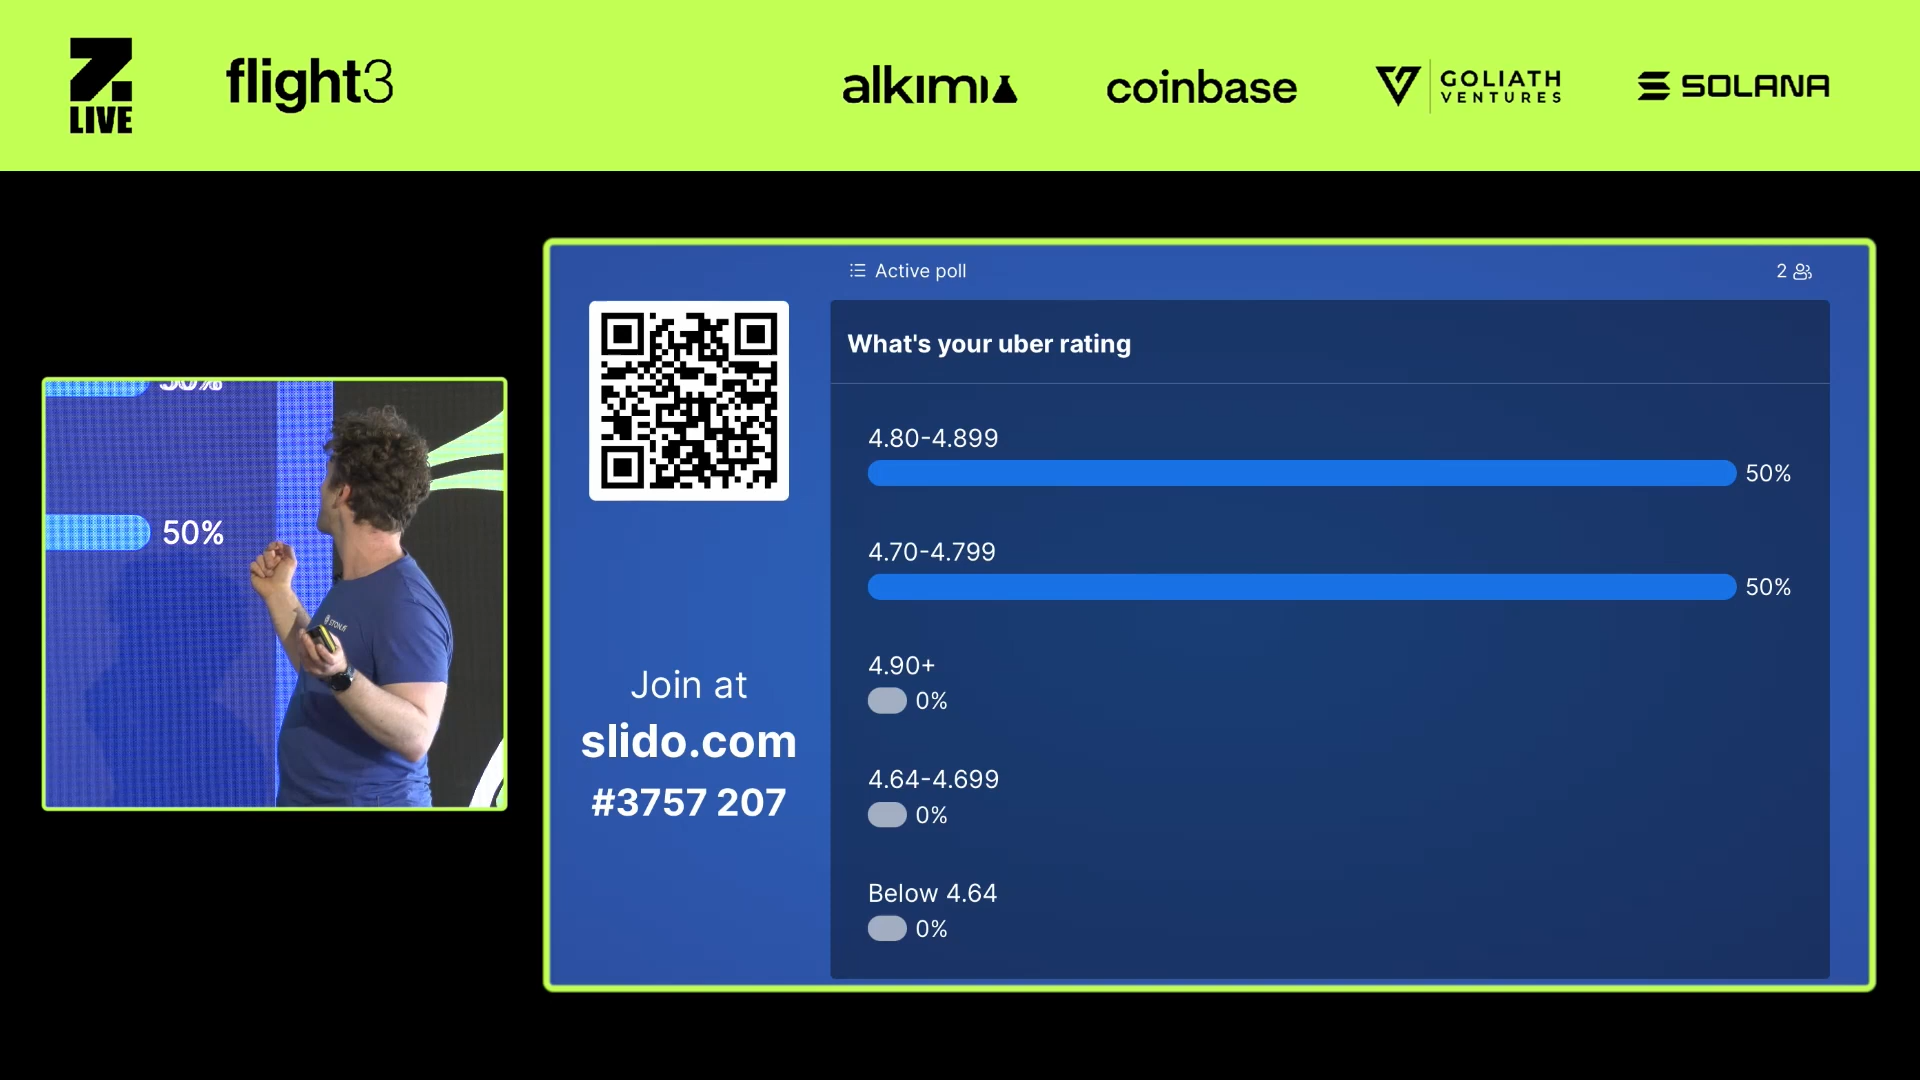 Z.
LIVE
flight3
alkimi
coinbase
GOLIATH
VENTURES
SOLANA
50%
50%
Active poll
2
What's your uber rating
4.80-4.899
50%
4.70-4.799
50%
4.90+
0%
4.64-4.699
0%
Below 4.64
0%
Join at
slido.com
#3757 207